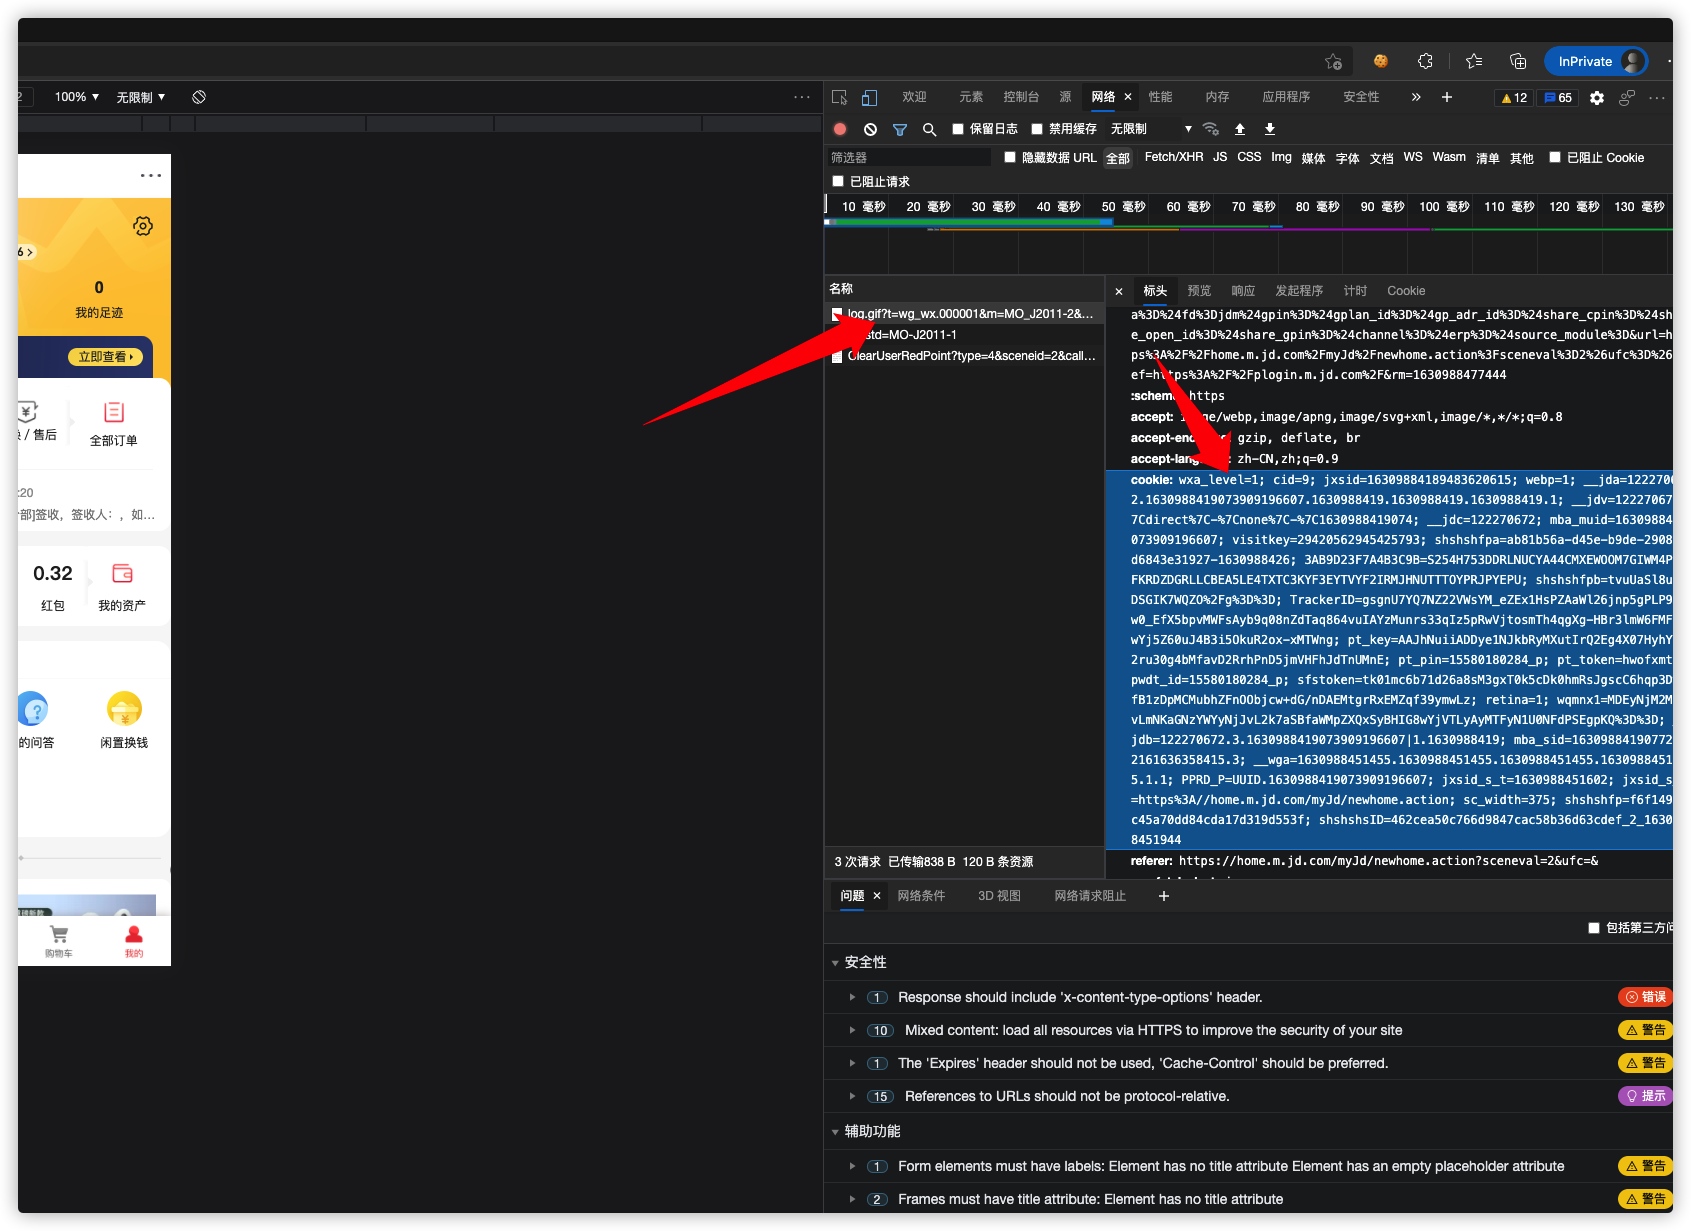 InPrivate
100% ▼ 无限制 ▼
欢迎 元素 控制台 源 网络 × 性能 内存 应用程序 安全性 » + 12 65
保留日志 禁用缓存 无限制 ▼
筛选器 隐藏数据 URL 全部 Fetch/XHR JS CSS Img 媒体 字体 文档 WS Wasm 清单 其他 已阻止 Cookie
已阻止请求
10 毫秒 20 毫秒 30 毫秒 40 毫秒 50 毫秒 60 毫秒 70 毫秒 80 毫秒 90 毫秒 100 毫秒 110 毫秒 120 毫秒 130 毫秒
6 >
0
我的足迹
立即查看
/ 售后
全部订单
:20
部]签收，签收人：，如...
0.32
红包
我的资产
的问答
闲置换钱
购物车
我的
名称
log.gif?t=wg_wx.000001&m=MO_J2011-2&...
std=MO-J2011-1
ClearUserRedPoint?type=4&sceneid=2&call...
3 次请求 已传输838 B 120 B 条资源
× 标头 预览 响应 发起程序 计时 Cookie
a%3D%24fd%3Djdm%24gpin%3D%24gplan_id%3D%24gp_adr_id%3D%24share_cpin%3D%24sh
e_open_id%3D%24share_gpin%3D%24channel%3D%24erp%3D%24source_module%3D&url=h
ps%3A%2F%2Fhome.m.jd.com%2FmyJd%2Fnewhome.action%3Fsceneval%3D2%26ufc%3D%26
ef=https%3A%2F%2Fplogin.m.jd.com%2F&rm=1630988477444
:scheme: https
accept: image/webp,image/apng,image/svg+xml,image/*,*/*;q=0.8
gzip, deflate, br
zh-CN,zh;q=0.9
cookie: wxa_level=1; cid=9; jxsid=16309884189483620615; webp=1; __jda=1222706
2.1630988419073909196607.1630988419.1630988419.1630988419.1; __jdv=12227067
7Cdirect%7C-%7Cnone%7C-%7C1630988419074; __jdc=122270672; mba_muid=16309884
073909196607; visitkey=29420562945425793; shshshfpa=ab81b56a-d45e-b9de-2908
d6843e31927-1630988426; 3AB9D23F7A4B3C9B=S254H753DDRLNUCYA44CMXEWOOM7GIWM4P
FKRDZDGRLLCBEA5LE4TXTC3KYF3EYTVYF2IRMJHNUTTTOYPRJPYEPU; shshshfpb=tvuUaSl8u
DSGIK7WQZO%2Fg%3D%3D; TrackerID=gsgnU7YQ7NZ22VWsYM_eZEx1HsPZAaWl26jnp5gPLP9
w0_EfX5bpvMWFsAyb9q08nZdTaq864vuIAYzMunrs33qIz5pRwVjtosmTh4qgXg-HBr3lmW6FMF
wYj5Z60uJ4B3i5OkuR2ox-xMTWng; pt_key=AAJhNuiiADDye1NJkbRyMXutIrQ2Eg4X07HyhY
2ru30g4bMfavD2RrhPnD5jmVHFhJdTnUMnE; pt_pin=15580180284_p; pt_token=hwofxmt
pwdt_id=15580180284_p; sfstoken=tk01mc6b71d26a8sM3gxT0k5cDk0hmRsJgscC6hqp3D
fB1zDpMCMubhZFnOObjcw+dG/nDAEMtgrRxEMZqf39ymwLz; retina=1; wqmnx1=MDEyNjM2M
vLmNKaGNzYWYyNjJvL2k7aSBfaWMpZXQxSyBHIG8wYjVTLyAyMTFyN1U0NFdPSEgpKQ%3D%3D;
jdb=122270672.3.1630988419073909196607|1.1630988419; mba_sid=16309884190772
2161636358415.3; __wga=1630988451455.1630988451455.1630988451455.1630988451
5.1.1; PPRD_P=UUID.1630988419073909196607; jxsid_s_t=1630988451602; jxsid_s_
=https%3A//home.m.jd.com/myJd/newhome.action; sc_width=375; shshshfp=f6f149
c45a70dd84cda17d319d553f; shshshsID=462cea50c766d9847cac58b36d63cdef_2_1630
8451944
referer: https://home.m.jd.com/myJd/newhome.action?sceneval=2&ufc=&
问题 × 网络条件 3D 视图 网络请求阻止 +
包括第三方问
安全性
1 Response should include 'x-content-type-options' header. 错误
10 Mixed content: load all resources via HTTPS to improve the security of your site 警告
1 The 'Expires' header should not be used, 'Cache-Control' should be preferred. 警告
15 References to URLs should not be protocol-relative. 提示
辅助功能
1 Form elements must have labels: Element has no title attribute Element has an empty placeholder attribute 警告
2 Frames must have title attribute: Element has no title attribute 警告